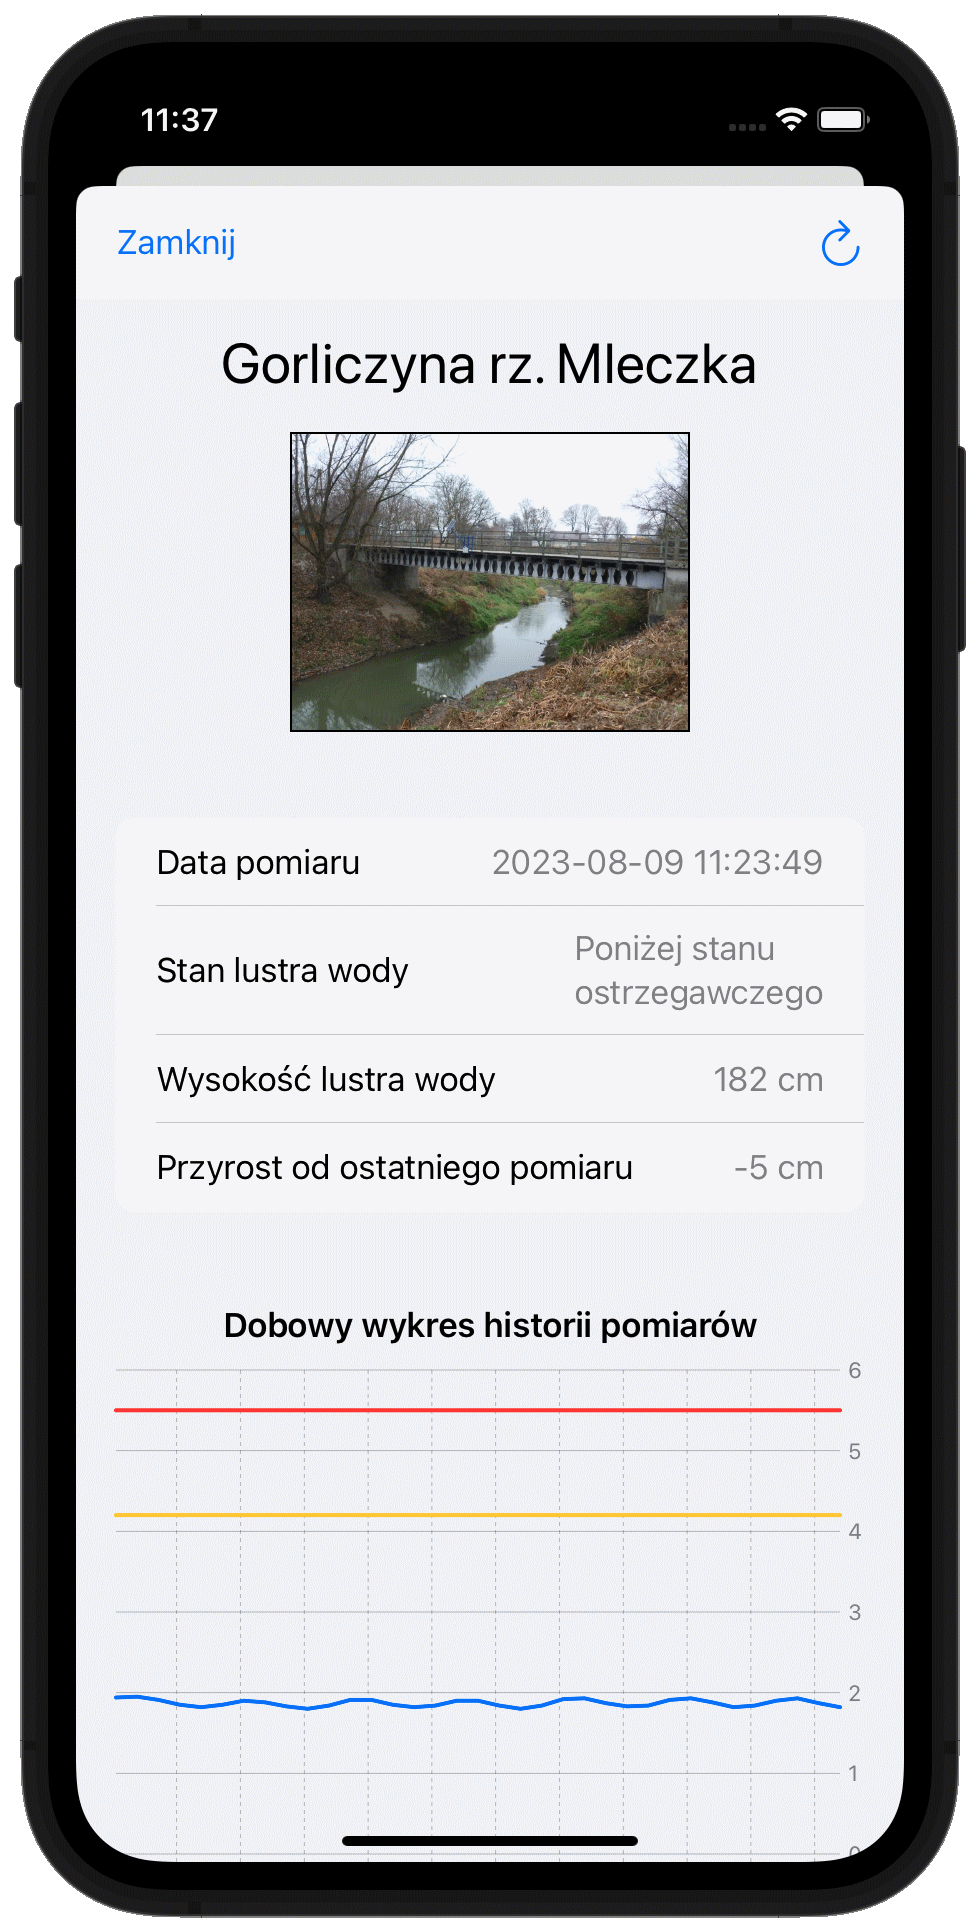 11:37
Zamknij
Gorliczyna rz. Mleczka
Data pomiaru 2023-08-09 11:23:49
Stan lustra wody Poniżej stanu
ostrzegawczego
Wysokość lustra wody 182 cm
Przyrost od ostatniego pomiaru -5 cm
Dobowy wykres historii pomiarów
6
5
4
3
2
1
0